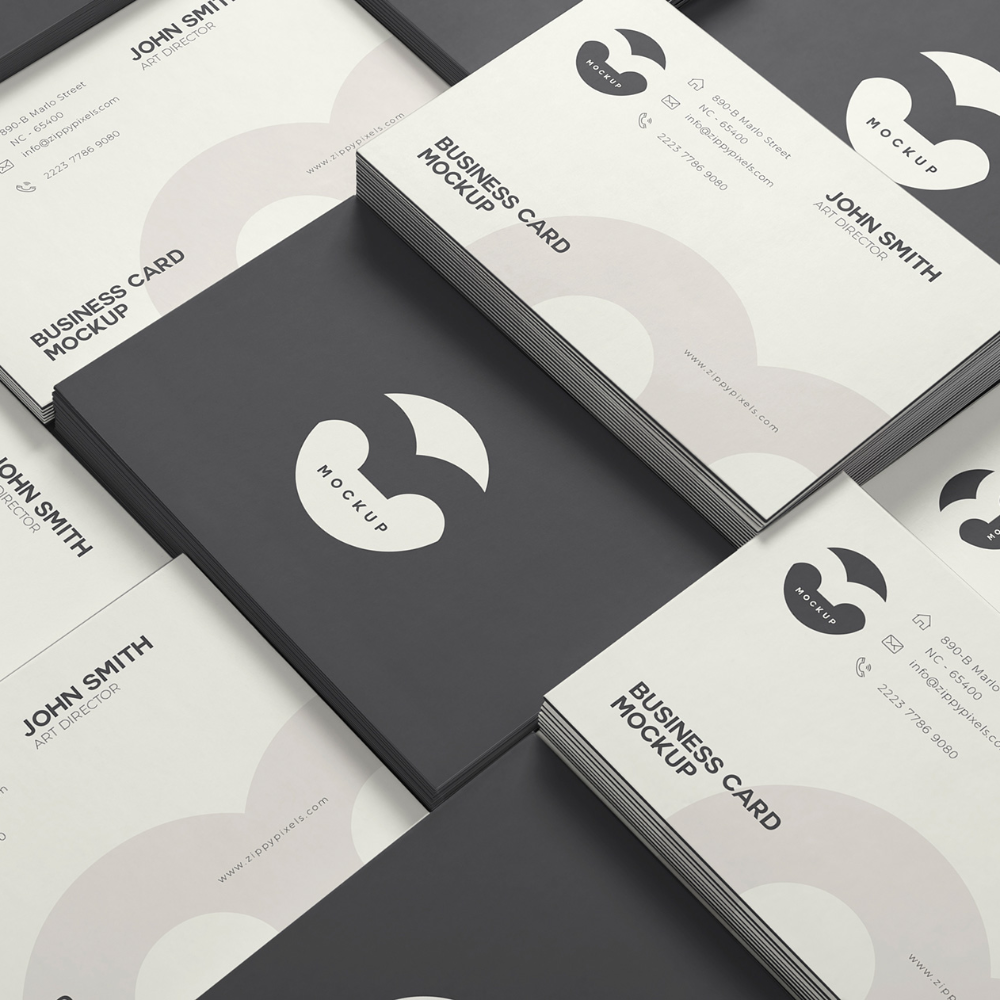 JOHN SMITH
ART DIRECTOR
890-B Marlo Street
NC - 65400
info@zippypixels.com
2223 7786 9080
www.zippypixels.com
BUSINESS CARD
MOCKUP
MOCKUP
890-B Marlo Street
NC - 65400
info@zippypixels.com
2223 7786 9080
BUSINESS CARD
MOCKUP
JOHN SMITH
ART DIRECTOR
www.zippypixels.com
MOCKUP
MOCKUP
JOHN SMITH
ART DIRECTOR
JOHN SMITH
ART DIRECTOR
www.zippypixels.com
MOCKUP
890-B Marlo
NC - 65400
info@zippypixels.co
2223 7786 9080
BUSINESS CARD
MOCKUP
www.zippypixels